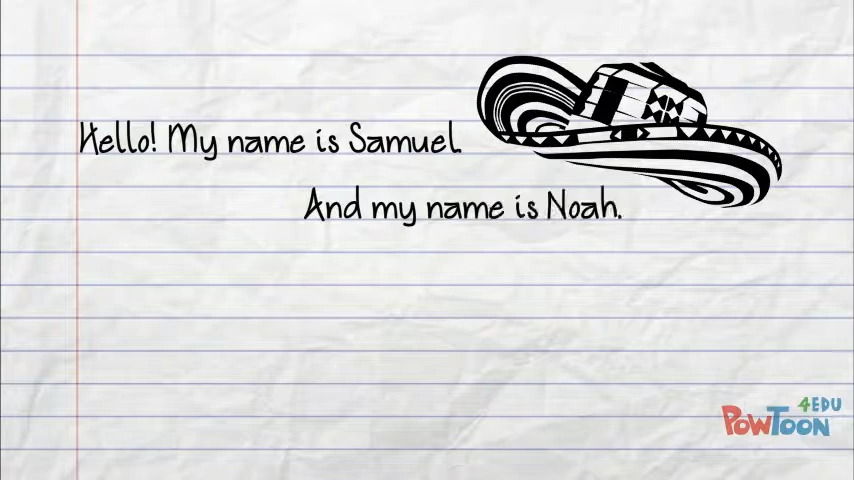 Hello! My name is Samuel.
And my name is Noah.
4EDU
POWTOON